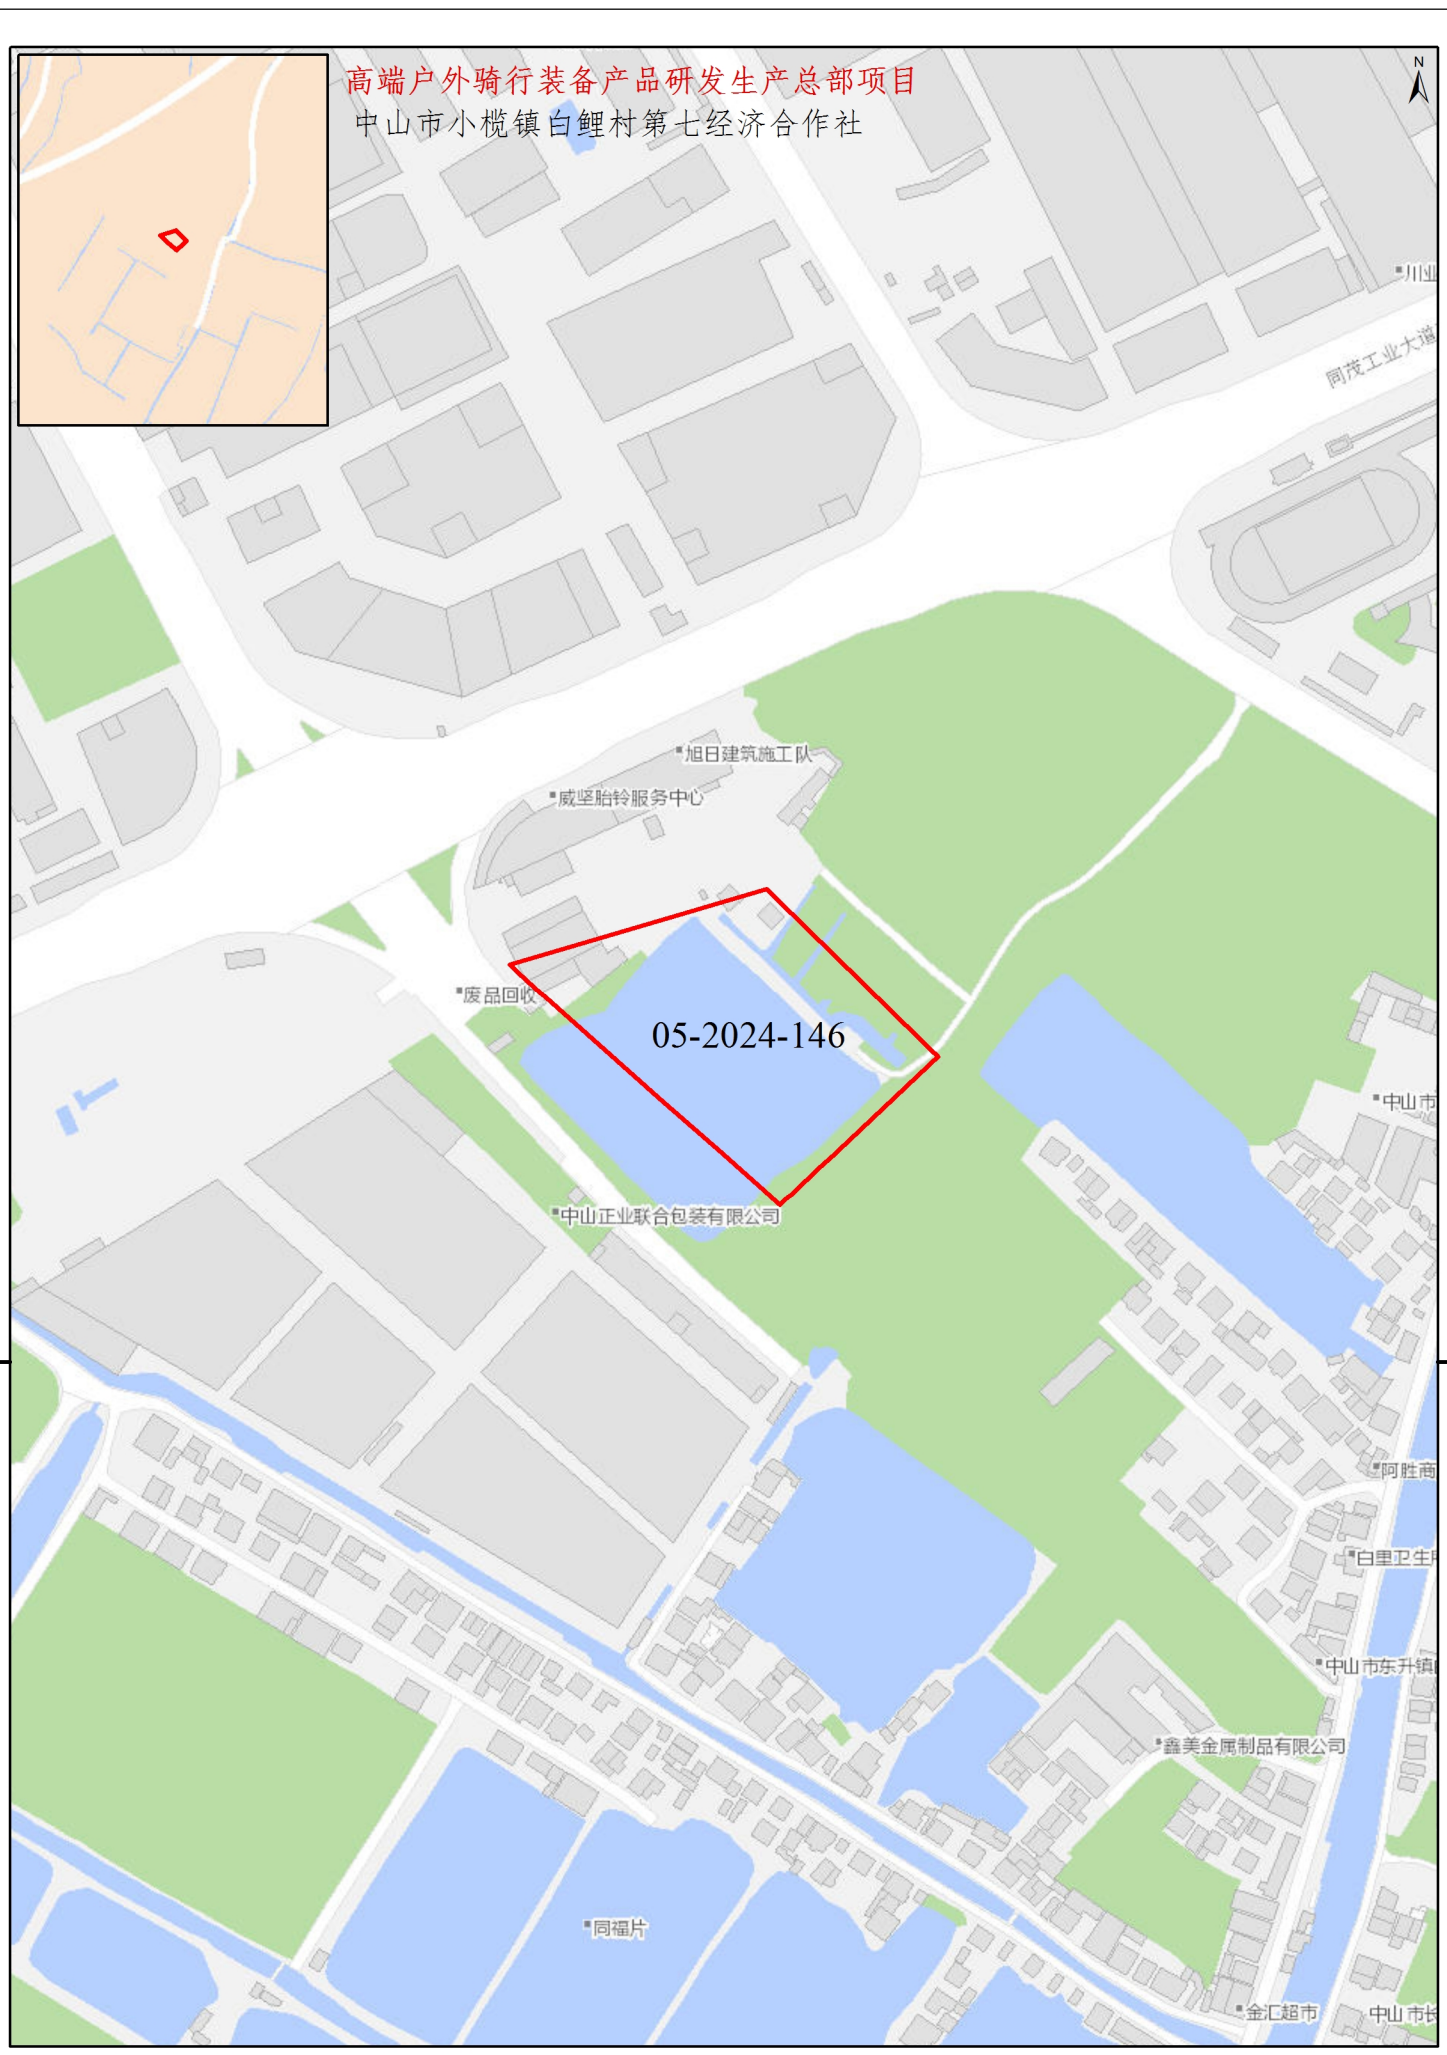 高端户外骑行装备产品研发生产总部项目
中山市小榄镇白鲤村第七经济合作社
N
川业
同茂工业大道
旭日建筑施工队
威坚胎铃服务中心
废品回收
05-2024-146
中山市
中山正业联合包装有限公司
阿胜商
白里卫生
中山市东升镇
鑫美金属制品有限公司
同福片
金汇超市
中山市长